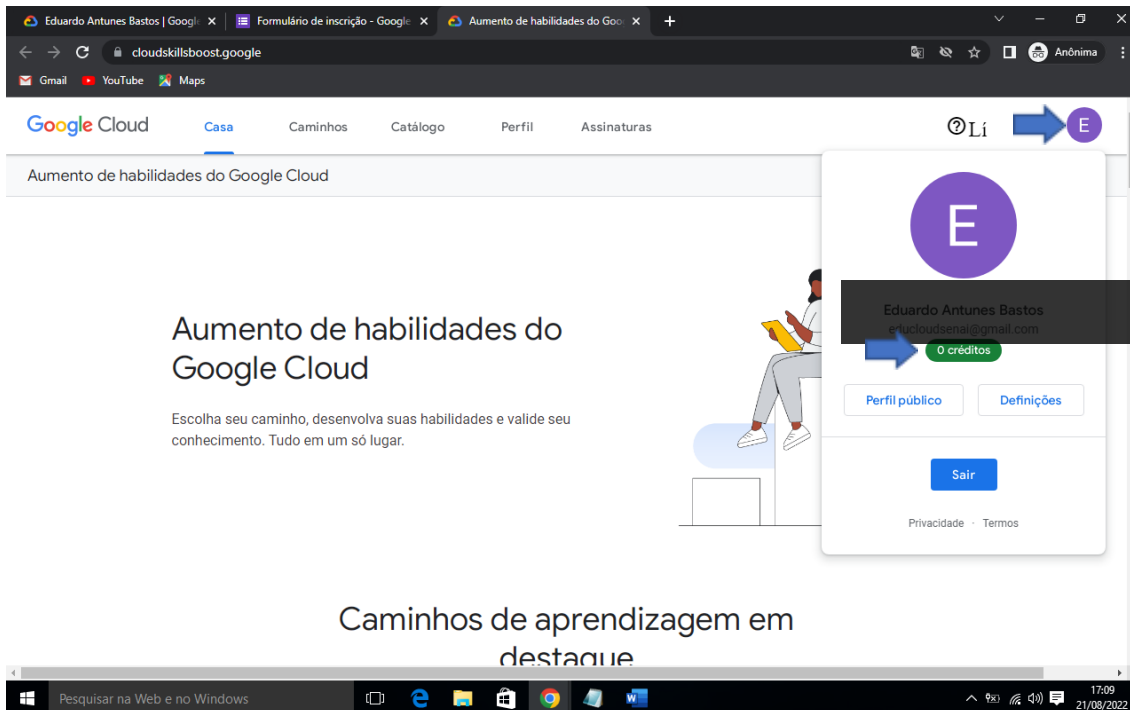 Eduardo Antunes Bastos | Google
Formulário de inscrição - Google
Aumento de habilidades do Goo
cloudskillsboost.google
Anônima
Gmail
YouTube
Maps
Google Cloud
Casa
Caminhos
Catálogo
Perfil
Assinaturas
Lí
E
Aumento de habilidades do Google Cloud
E
Eduardo Antunes Bastos
educloudsenai@gmail.com
0 créditos
Perfil público
Definições
Sair
Privacidade · Termos
Aumento de habilidades do
Google Cloud
Escolha seu caminho, desenvolva suas habilidades e valide seu
conhecimento. Tudo em um só lugar.
Caminhos de aprendizagem em
destaque
Pesquisar na Web e no Windows
17:09
21/08/2022